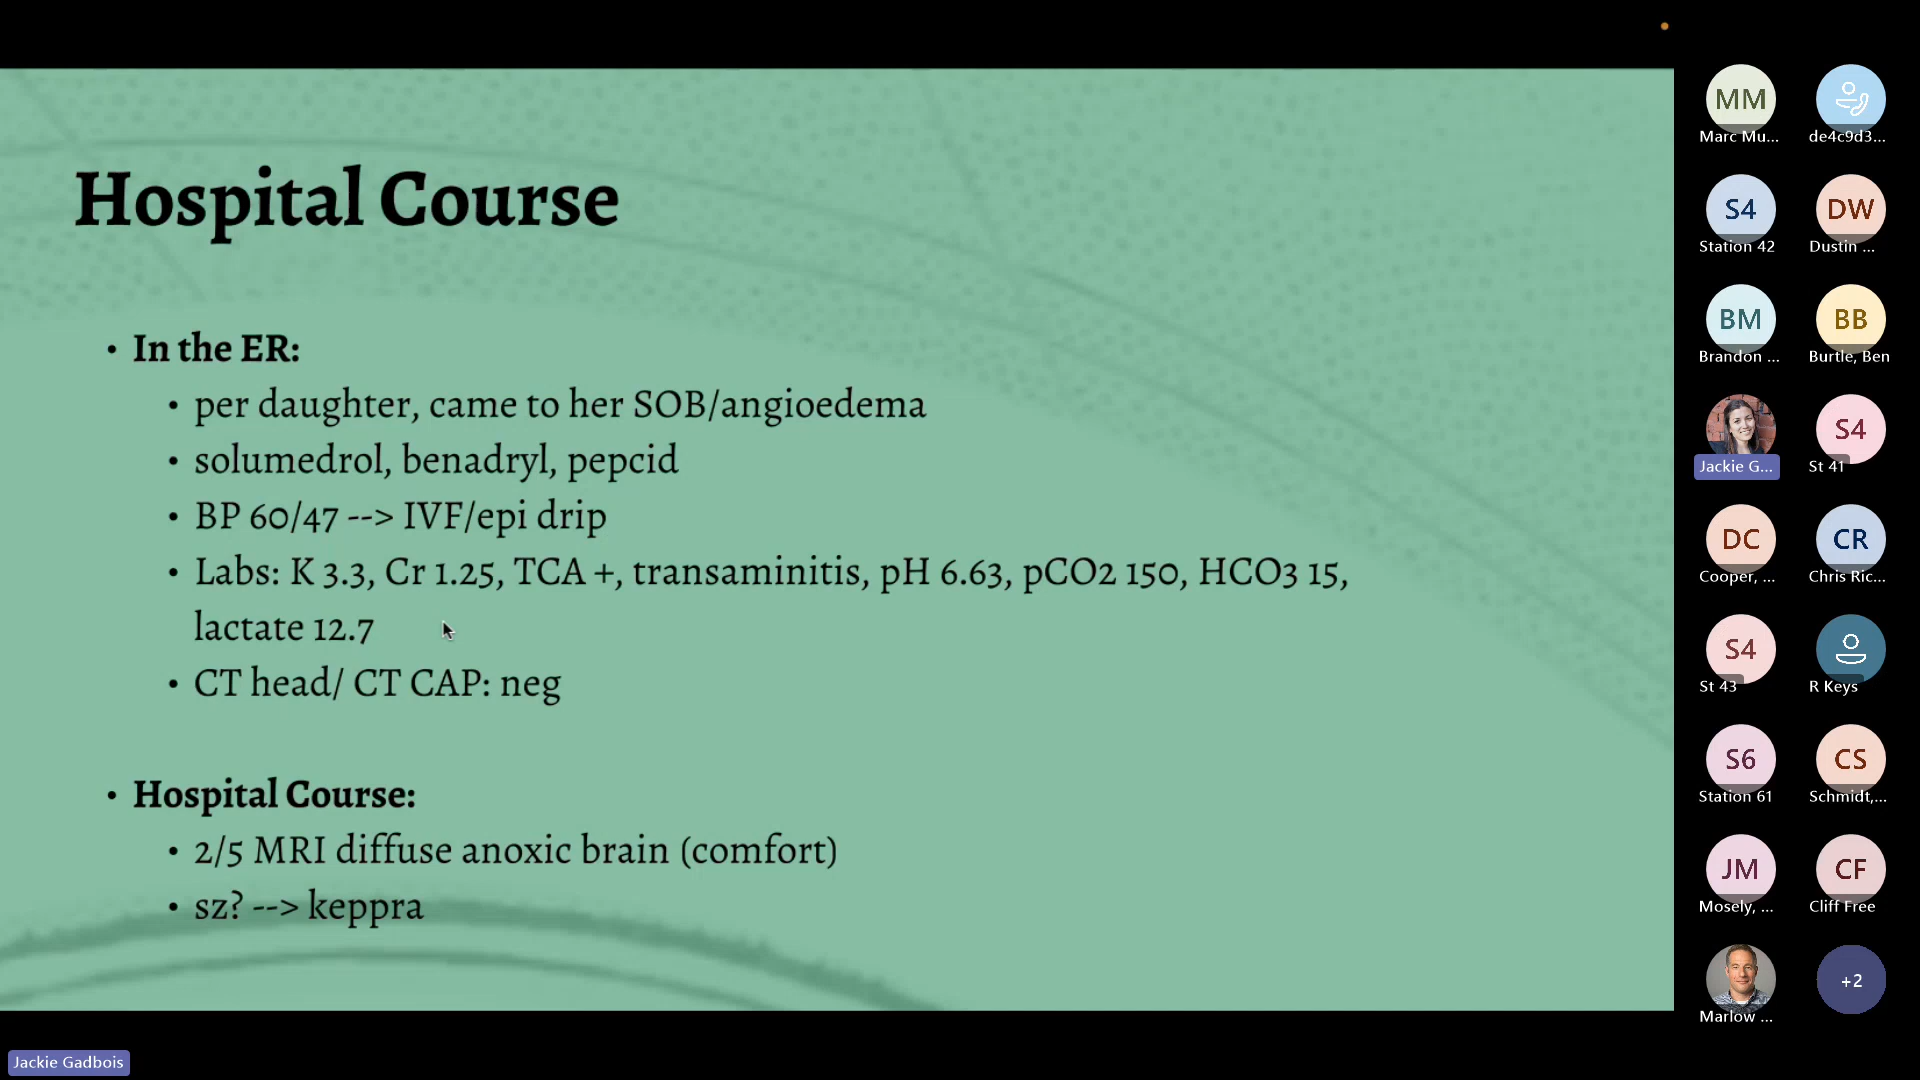 Hospital Course
• In the ER:
• per daughter, came to her SOB/angioedema
• solumedrol, benadryl, pepcid
• BP 60/47 --> IVF/epi drip
• Labs: K 3.3, Cr 1.25, TCA +, transaminitis, pH 6.63, pCO2 150, HCO3 15,
lactate 12.7
• CT head/ CT CAP: neg
• Hospital Course:
• 2/5 MRI diffuse anoxic brain (comfort)
• sz? --> keppra
Jackie Gadbois
MM
Marc Mu...
de4c9d3...
S4
Station 42
DW
Dustin ...
BM
Brandon ...
BB
Burtle, Ben
Jackie G...
S4
St 41
DC
Cooper, ...
CR
Chris Ric...
S4
St 43
R Keys
S6
Station 61
CS
Schmidt,...
JM
Mosely, ...
CF
Cliff Free
Marlow ...
+2